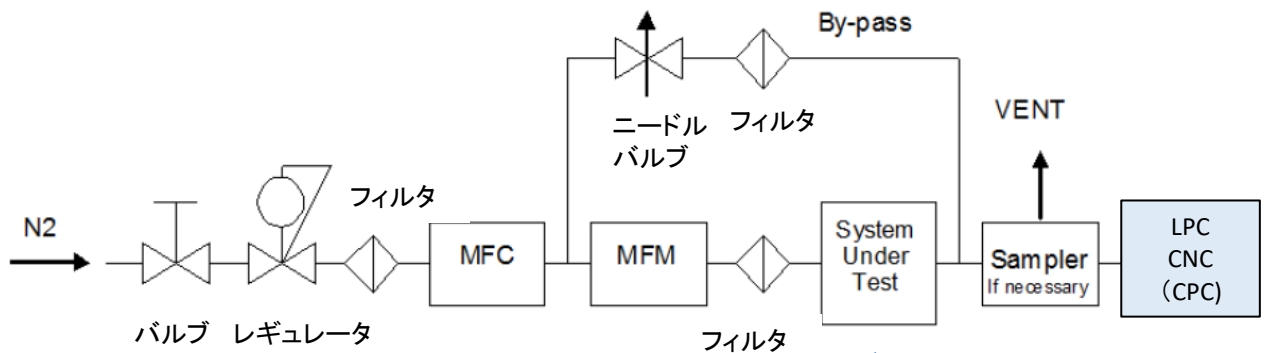 By-pass
ニードル
バルブ
フィルタ
VENT
フィルタ
N2
MFC
MFM
System
Under
Test
Sampler
If necessary
LPC
CNC
（CPC)
バルブ
レギュレータ
フィルタ